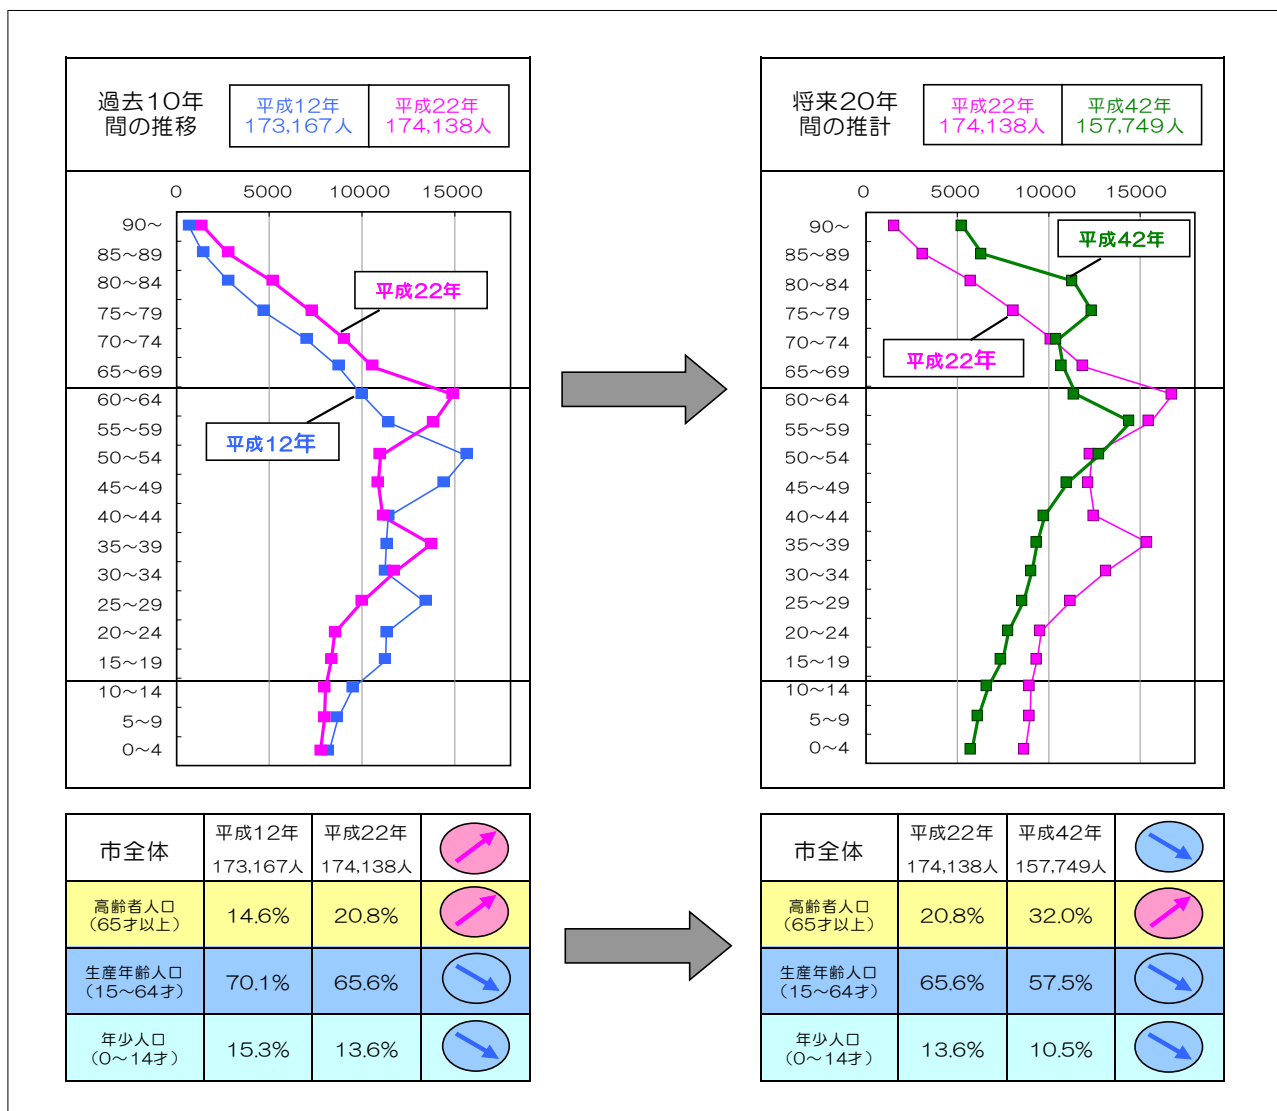 過去10年
間の推移
平成12年
173,167人
平成22年
174,138人
0 5000 10000 15000
90～
85～89
80～84
75～79
70～74
65～69
60～64
55～59
50～54
45～49
40～44
35～39
30～34
25～29
20～24
15～19
10～14
5～9
0～4
平成22年
平成12年
将来20年
間の推計
平成22年
174,138人
平成42年
157,749人
0 5000 10000 15000
90～
85～89
80～84
75～79
70～74
65～69
60～64
55～59
50～54
45～49
40～44
35～39
30～34
25～29
20～24
15～19
10～14
5～9
0～4
平成42年
平成22年
市全体
平成12年
173,167人
平成22年
174,138人
高齢者人口
（65才以上）
14.6%
20.8%
生産年齢人口
（15～64才）
70.1%
65.6%
年少人口
（0～14才）
15.3%
13.6%
市全体
平成22年
174,138人
平成42年
157,749人
高齢者人口
（65才以上）
20.8%
32.0%
生産年齢人口
（15～64才）
65.6%
57.5%
年少人口
（0～14才）
13.6%
10.5%